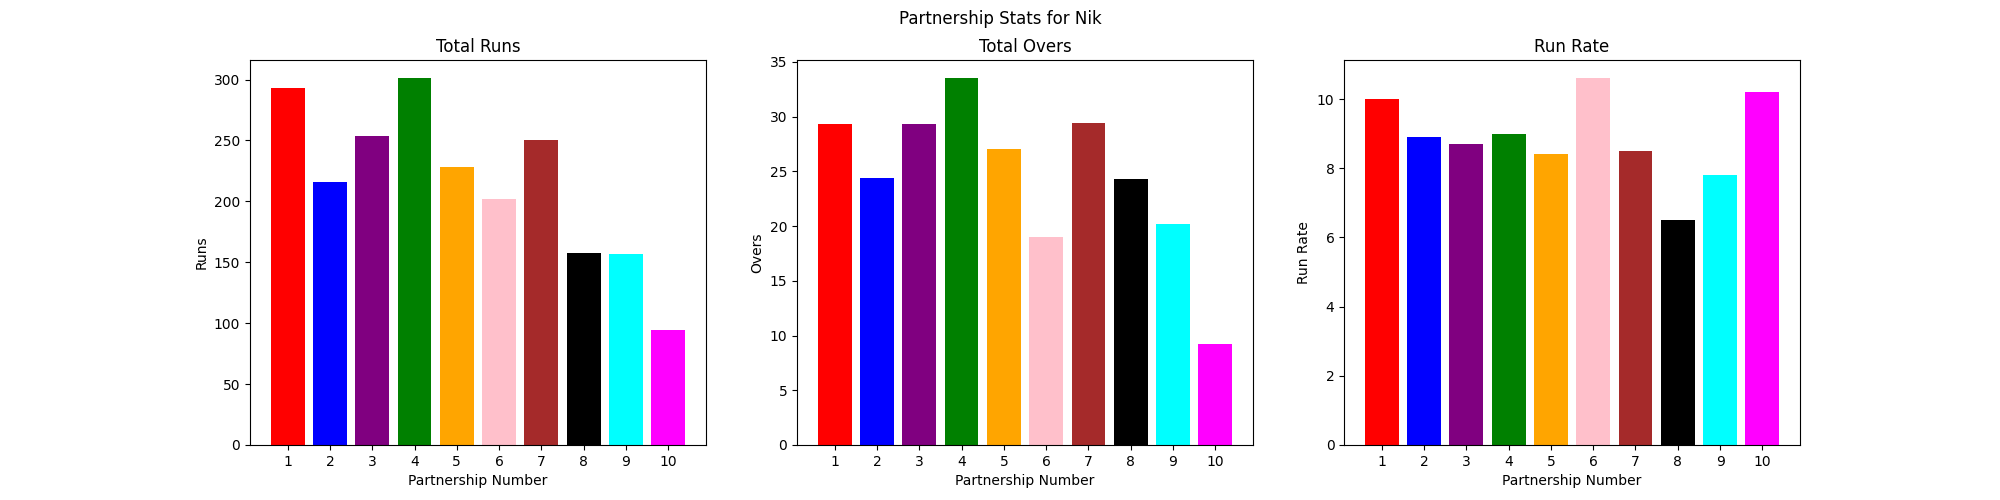 Partnership Stats for Nik
Total Runs
300
250
200
150
100
50
0
Runs
1 2 3 4 5 6 7 8 9 10
Partnership Number
Total Overs
35
30
25
20
15
10
5
0
Overs
1 2 3 4 5 6 7 8 9 10
Partnership Number
Run Rate
10
8
6
4
2
0
Run Rate
1 2 3 4 5 6 7 8 9 10
Partnership Number